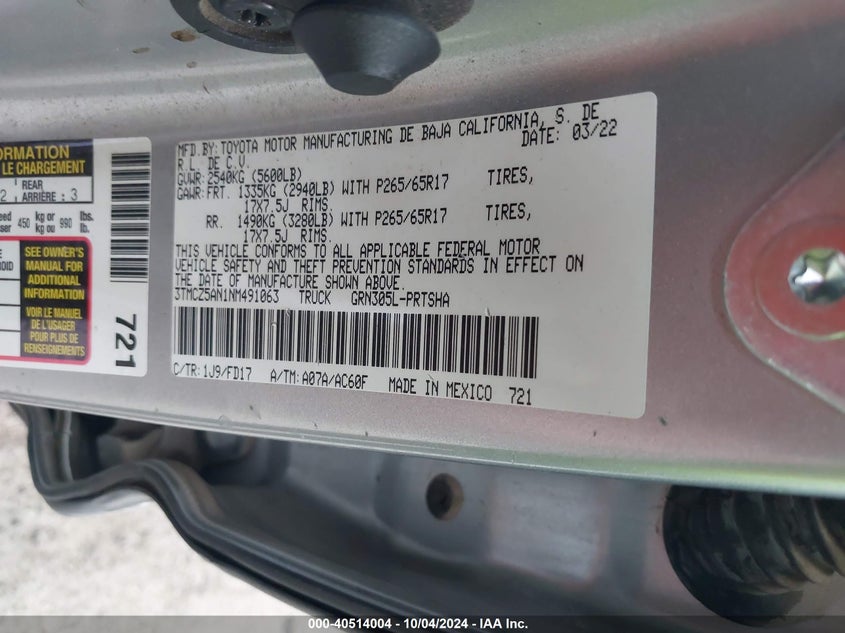 ORMATION
LE CHARGEMENT
2 REAR ARRIÈRE : 3
450 kg or kg ou 990 lbs. lb.
SEE OWNER'S
MANUAL FOR
ADDITIONAL
INFORMATION
VOIR LE MANUEL
DE L'USAGER
POUR PLUS DE
RENSEIGNEMENTS
721
MFD.BY: TOYOTA MOTOR MANUFACTURING DE BAJA CALIFORNIA, S. DE
R.L. DE C.V. DATE: 03/22
GVWR: 2540KG (5600LB)
GAWR: FRT. 1335KG (2940LB) WITH P265/65R17 TIRES,
17X7.5J RIMS.
RR. 1490KG (3280LB) WITH P265/65R17 TIRES,
17X7.5J RIMS.
THIS VEHICLE CONFORMS TO ALL APPLICABLE FEDERAL MOTOR
VEHICLE SAFETY AND THEFT PREVENTION STANDARDS IN EFFECT ON
THE DATE OF MANUFACTURE SHOWN ABOVE.
3TMCZ5AN1NM491063 TRUCK GRN305L-PRTSHA
C/TR: 1J9/FD17 A/TM: A07A/AC60F MADE IN MEXICO 721
000-40514004 - 10/04/2024 - IAA Inc.